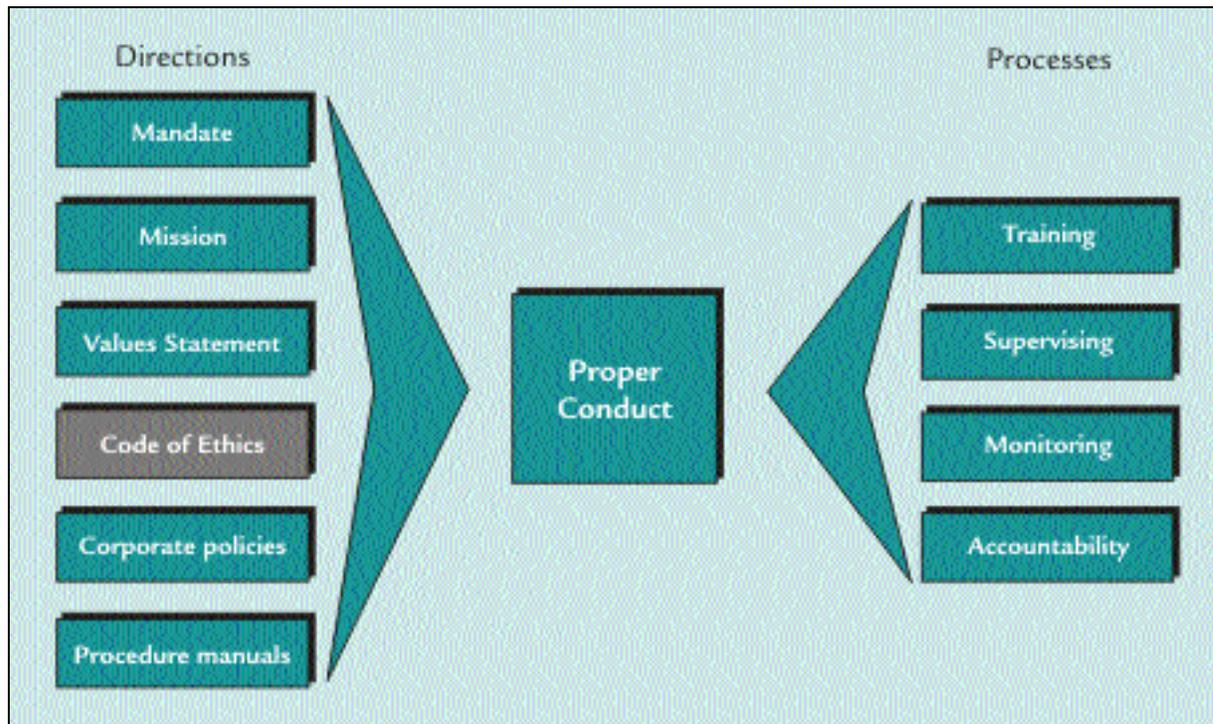 Directions
Mandate
Mission
Values Statement
Code of Ethics
Corporate policies
Procedure manuals
Proper
Conduct
Processes
Training
Supervising
Monitoring
Accountability